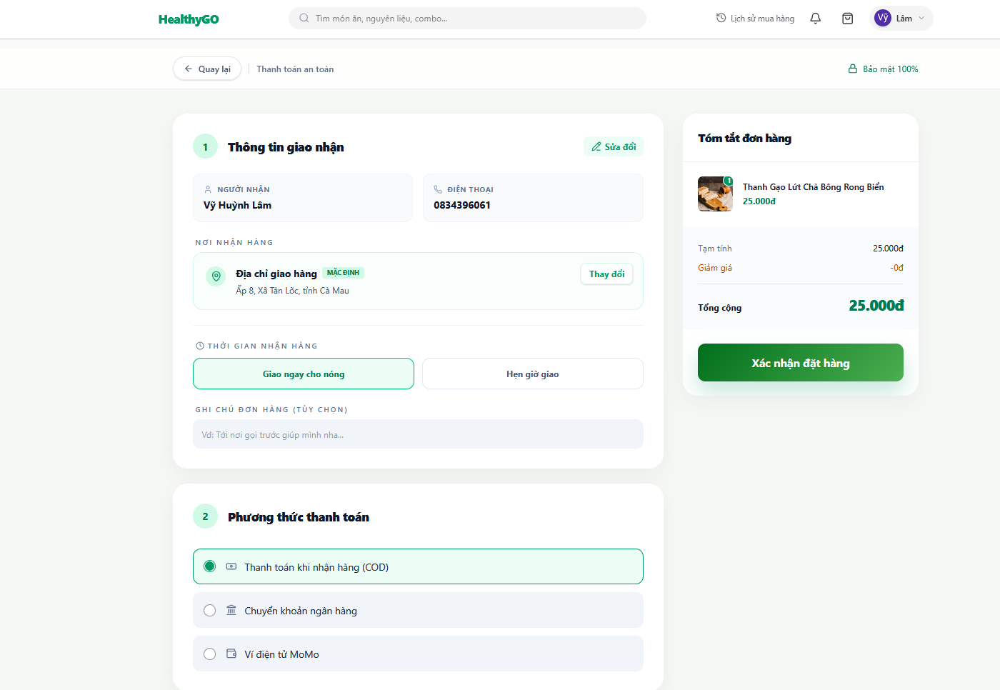 HealthyGO
Tìm món ăn, nguyên liệu, combo...
Lịch sử mua hàng
Vỹ
Lâm
Quay lại
Thanh toán an toàn
Bảo mật 100%
1
Thông tin giao nhận
Sửa đổi
NGƯỜI NHẬN
Vỹ Huỳnh Lâm
ĐIỆN THOẠI
0834396061
NƠI NHẬN HÀNG
Địa chỉ giao hàng
MẶC ĐỊNH
Ấp 8, Xã Tân Lốc, tỉnh Cà Mau
Thay đổi
THỜI GIAN NHẬN HÀNG
Giao ngay cho nóng
Hẹn giờ giao
GHI CHÚ ĐƠN HÀNG (TÙY CHỌN)
Vd: Tới nơi gọi trước giúp mình nha...
2
Phương thức thanh toán
Thanh toán khi nhận hàng (COD)
Chuyển khoản ngân hàng
Ví điện tử MoMo
Tóm tắt đơn hàng
1
Thanh Gạo Lứt Chà Bông Rong Biển
25.000đ
Tạm tính
25.000đ
Giảm giá
-0đ
Tổng cộng
25.000đ
Xác nhận đặt hàng